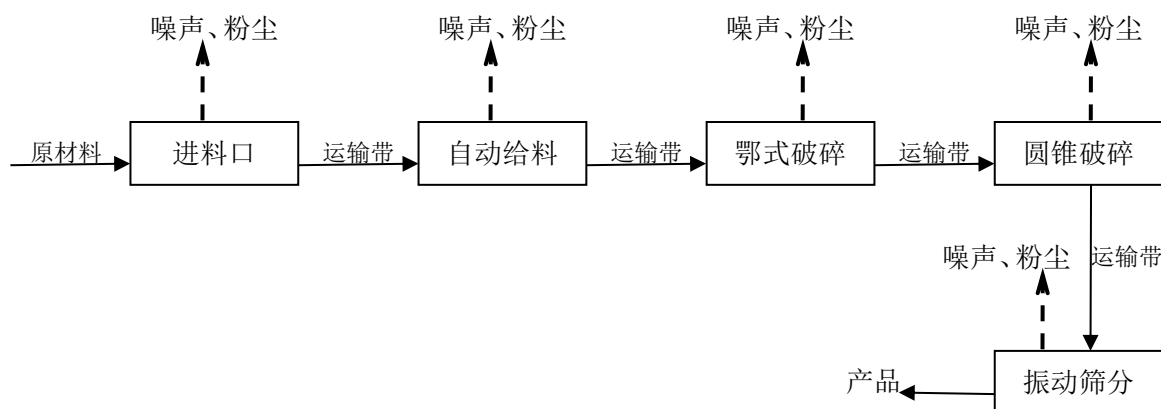 噪声、粉尘 噪声、粉尘 噪声、粉尘 噪声、粉尘
原材料 进料口 运输带 自动给料 运输带 鄂式破碎 运输带 圆锥破碎
噪声、粉尘 运输带
产品 振动筛分